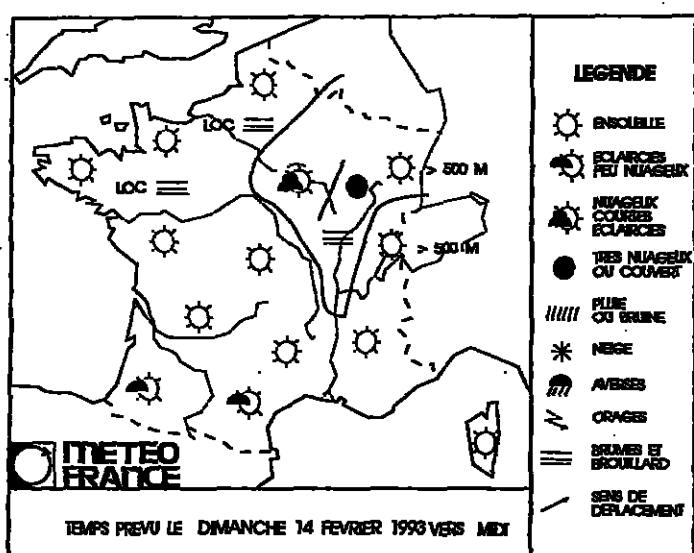 LOC
LOC
> 500 M
> 500 M
METEO
FRANCE
TEMPS PREVU LE DIMANCHE 14 FEVRIER 1993 VERS MIDI
LEGENDE
ENSOLEILLE
ECLAIRCIES
PEU NUAGEUX
NUAGEUX
COURTES
ECLAIRCIES
TRES NUAGEUX
OU COUVERT
PLUIE
OU BRUINE
NEIGE
AVERSES
ORAGES
BRUMES ET
BROUILLARD
SENS DE
DEPLACEMENT